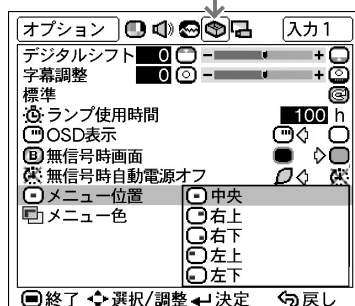 オプション 入力1
デジタルシフト 0 - +
字幕調整 0 - +
標準
ランプ使用時間 100 h
OSD表示
B無信号時画面
無信号時自動電源オフ
メニュー位置 中央
メニュー色 右上
右下
左上
左下
終了 選択/調整 決定 戻し